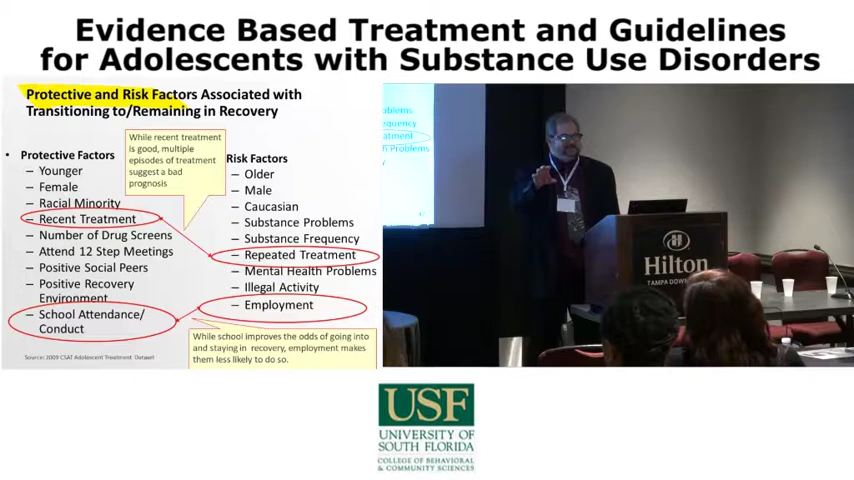 Evidence Based Treatment and Guidelines
for Adolescents with Substance Use Disorders
Protective and Risk Factors Associated with
Transitioning to/Remaining in Recovery
While recent treatment
is good, multiple
episodes of treatment
suggest a bad
prognosis
• Protective Factors
– Younger
– Female
– Racial Minority
– Recent Treatment
– Number of Drug Screens
– Attend 12 Step Meetings
– Positive Social Peers
– Positive Recovery
Environment
– School Attendance/
Conduct
Risk Factors
– Older
– Male
– Caucasian
– Substance Problems
– Substance Frequency
– Repeated Treatment
– Mental Health Problems
– Illegal Activity
– Employment
While school improves the odds of going into
and staying in recovery, employment makes
them less likely to do so.
Source: 2009 CSAT Adolescent Treatment Dataset
oblems
equency
atment
h Problems
y
Hilton
USF
UNIVERSITY OF
SOUTH FLORIDA
COLLEGE OF BEHAVIORAL
& COMMUNITY SCIENCES